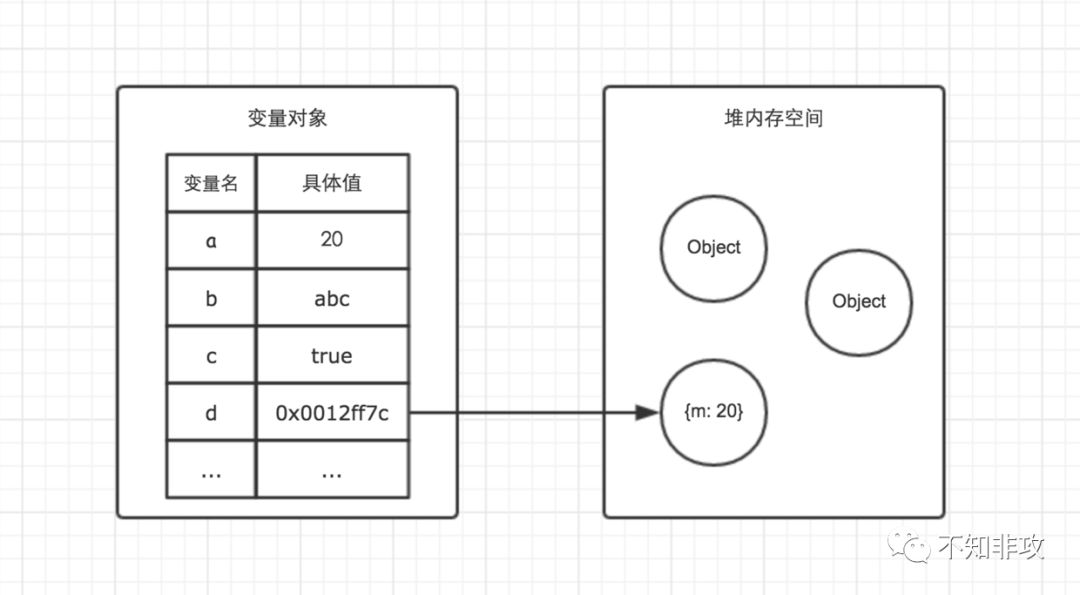 变量对象
变量名 具体值
a 20
b abc
c true
d 0x0012ff7c
... ...
堆内存空间
Object
Object
{m: 20}
不知非攻